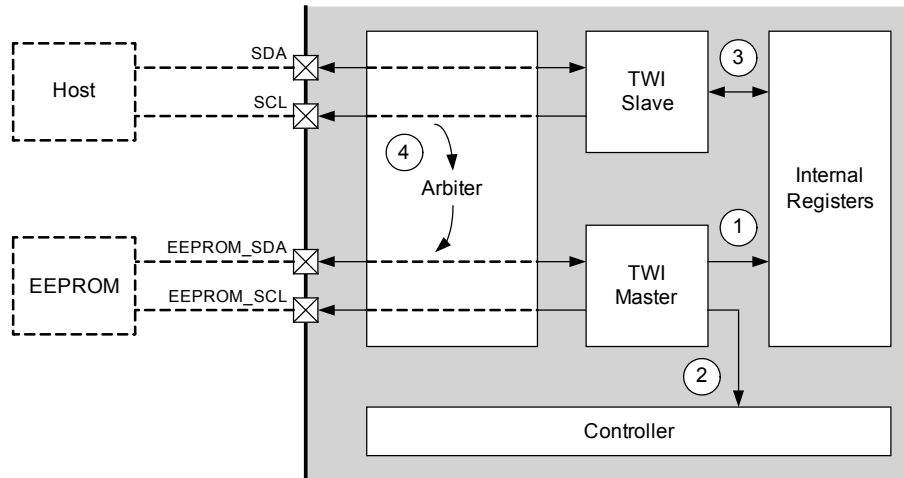 SDA
Host
SCL
TWI
Slave
3
4
Arbiter
Internal
Registers
1
EEPROM_SDA
EEPROM
EEPROM_SCL
TWI
Master
2
Controller